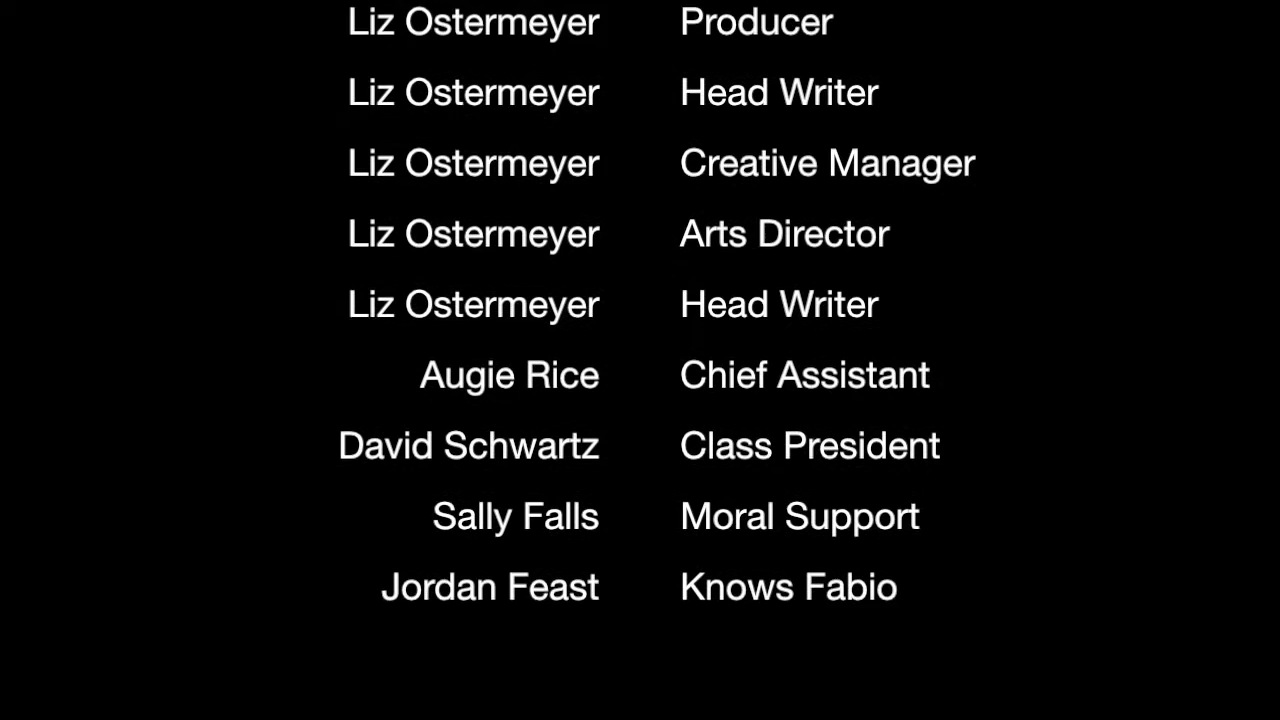 Liz Ostermeyer Producer
Liz Ostermeyer Head Writer
Liz Ostermeyer Creative Manager
Liz Ostermeyer Arts Director
Liz Ostermeyer Head Writer
Augie Rice Chief Assistant
David Schwartz Class President
Sally Falls Moral Support
Jordan Feast Knows Fabio